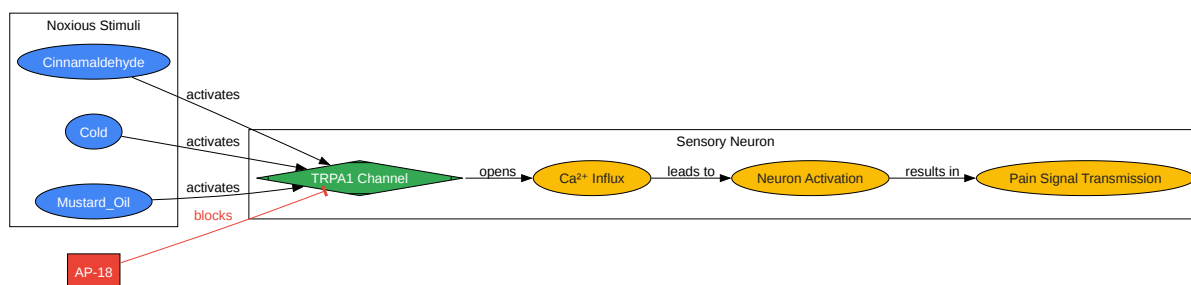 Noxious Stimuli
Cinnamaldehyde
activates
Cold
activates
Sensory Neuron
TRPA1 Channel
opens
Ca²⁺ Influx
leads to
Neuron Activation
results in
Pain Signal Transmission
activates
Mustard_Oil
blocks
AP-18